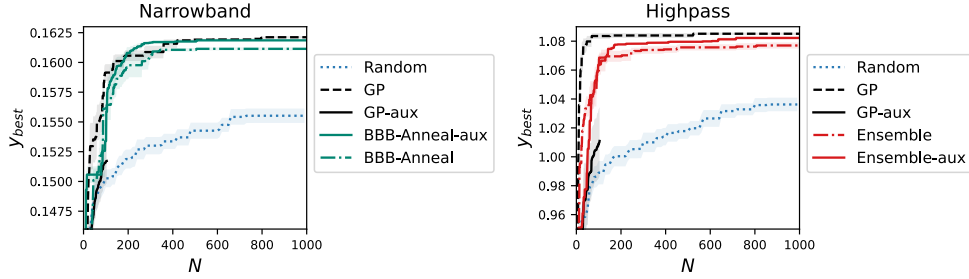 Narrowband
0.1625
0.1600
0.1575
0.1550
0.1525
0.1500
0.1475
y_best
0 200 400 600 800 1000
N
Random
GP
GP-aux
BBB-Anneal-aux
BBB-Anneal
Highpass
1.08
1.06
1.04
1.02
1.00
0.98
0.96
y_best
0 200 400 600 800 1000
N
Random
GP
GP-aux
Ensemble
Ensemble-aux